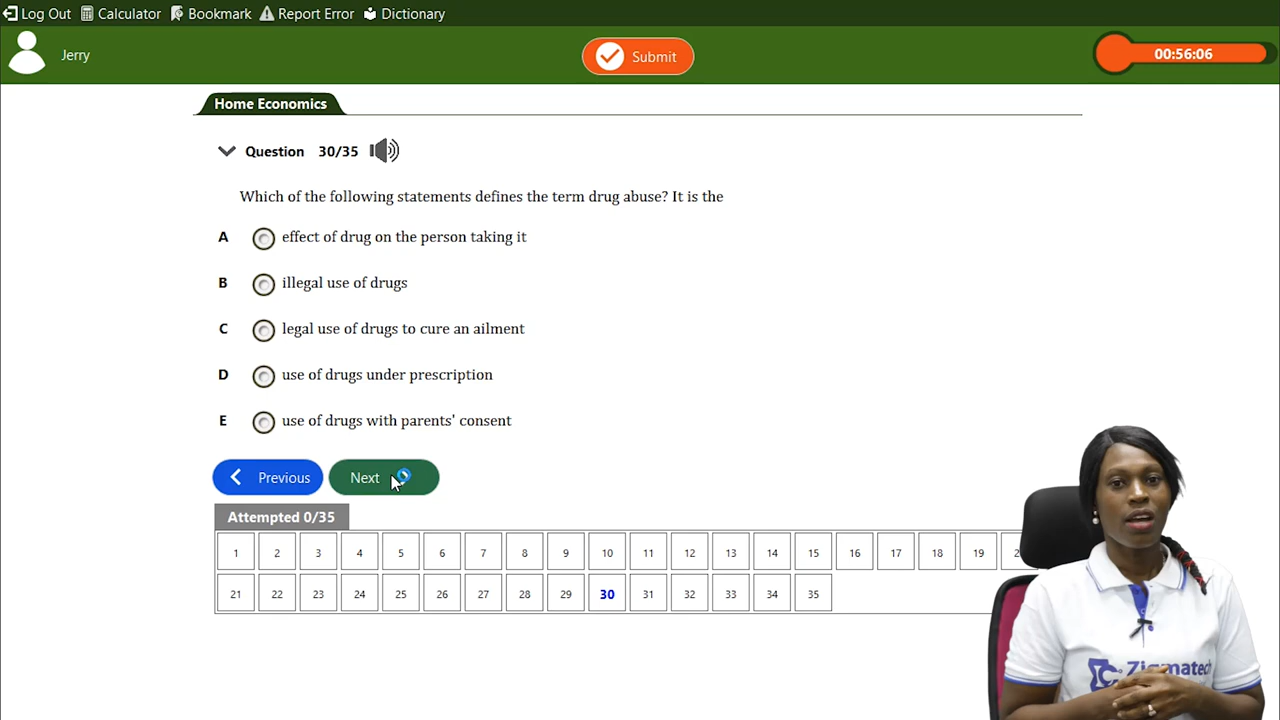 Log Out Calculator Bookmark Report Error Dictionary
Jerry
Submit
00:56:06
Home Economics
Question 30/35
Which of the following statements defines the term drug abuse? It is the
A effect of drug on the person taking it
B illegal use of drugs
C legal use of drugs to cure an ailment
D use of drugs under prescription
E use of drugs with parents' consent
Previous Next
Attempted 0/35
1 2 3 4 5 6 7 8 9 10 11 12 13 14 15 16 17 18 19
21 22 23 24 25 26 27 28 29 30 31 32 33 34 35
Zigmatech